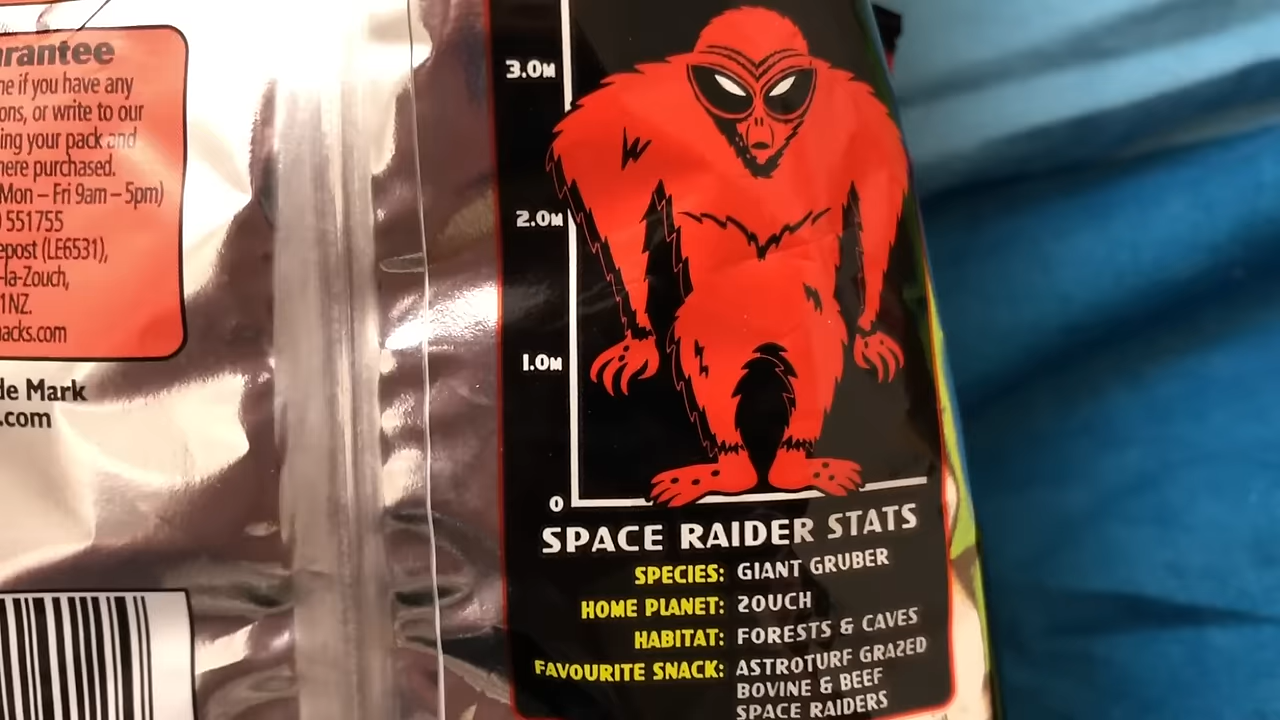 rantee
ne if you have any
ons, or write to our
ing your pack and
here purchased.
Mon – Fri 9am – 5pm)
551755
epost (LE6531),
-la-Zouch,
1NZ.
acks.com
de Mark
.com
3.0M
2.0M
1.0M
0
SPACE RAIDER STATS
SPECIES: GIANT GRUBER
HOME PLANET: ZOUCH
HABITAT: FORESTS & CAVES
FAVOURITE SNACK: ASTROTURF GRAZED
BOVINE & BEEF
SPACE RAIDERS